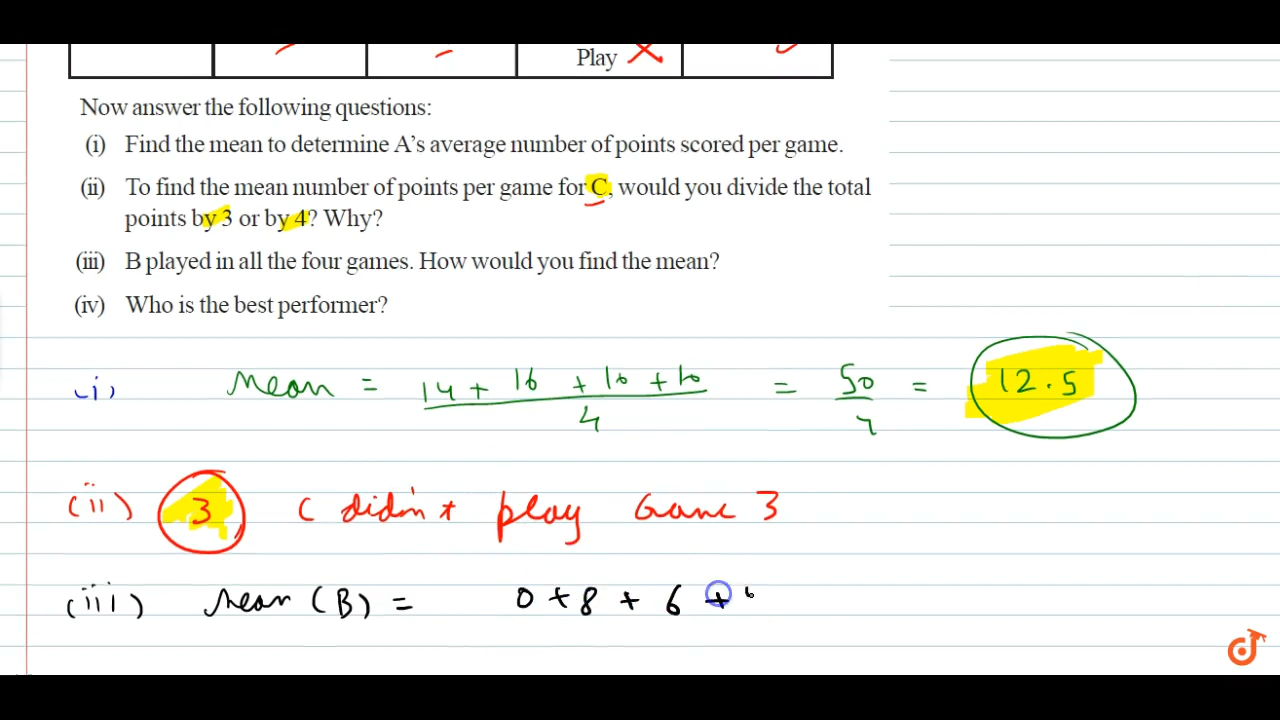 Play
Now answer the following questions:
(i) Find the mean to determine A's average number of points scored per game.
(ii) To find the mean number of points per game for C, would you divide the total
points by 3 or by 4? Why?
(iii) B played in all the four games. How would you find the mean?
(iv) Who is the best performer?
(i) Mean = 14 + 16 + 10 + 10 / 4 = 50 / 4 = 12.5
(ii) 3 C didn't play Game 3
(iii) Mean (B) = 0 + 8 + 6 +